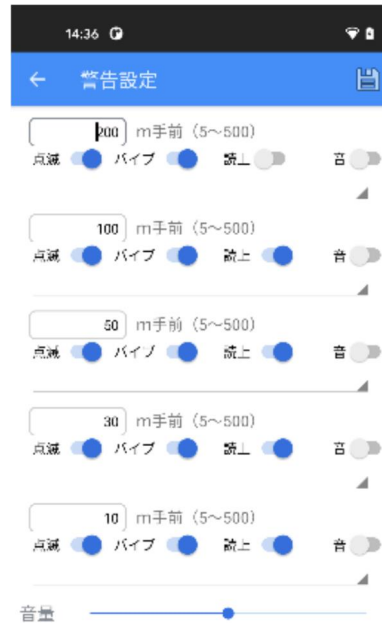 14:36
警告設定
200 m手前 (5～500)
点滅 バイブ 読上 音
100 m手前 (5～500)
点滅 バイブ 読上 音
50 m手前 (5～500)
点滅 バイブ 読上 音
30 m手前 (5～500)
点滅 バイブ 読上 音
10 m手前 (5～500)
点滅 バイブ 読上 音
音量